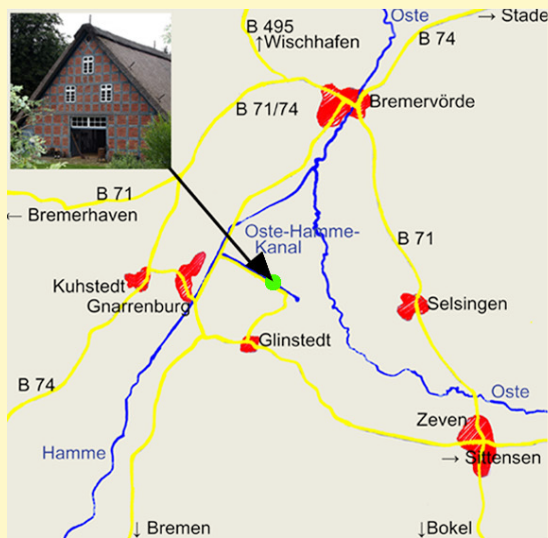 Oste
→ Stade
B 495
↑Wischhafen
B 74
Bremervörde
B 71/74
B 71
← Bremerhaven
Oste-Hamme-
Kanal
B 71
Kuhstedt
Gnarrenburg
Selsingen
Glinstedt
B 74
Oste
Zeven
Hamme
→ Sittensen
↓ Bremen
↓Bokel